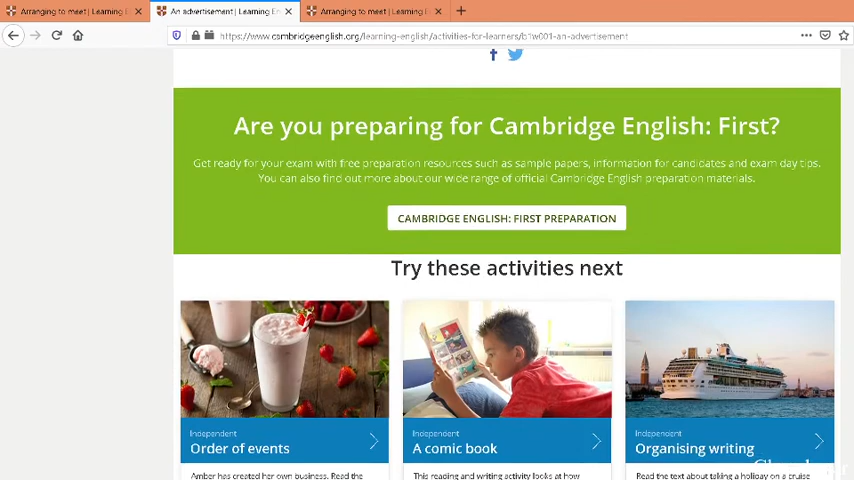 Arranging to meet | Learning E
An advertisement | Learning En
Arranging to meet | Learning E
https://www.cambridgeenglish.org/learning-english/activities-for-learners/b1w001-an-advertisement
Are you preparing for Cambridge English: First?
Get ready for your exam with free preparation resources such as sample papers, information for candidates and exam day tips.
You can also find out more about our wide range of official Cambridge English preparation materials.
CAMBRIDGE ENGLISH: FIRST PREPARATION
Try these activities next
Independent
Order of events
Amber has created her own business. Read the
Independent
A comic book
This reading and writing activity looks at how
Independent
Organising writing
Read the text about taking a holiday on a cruise